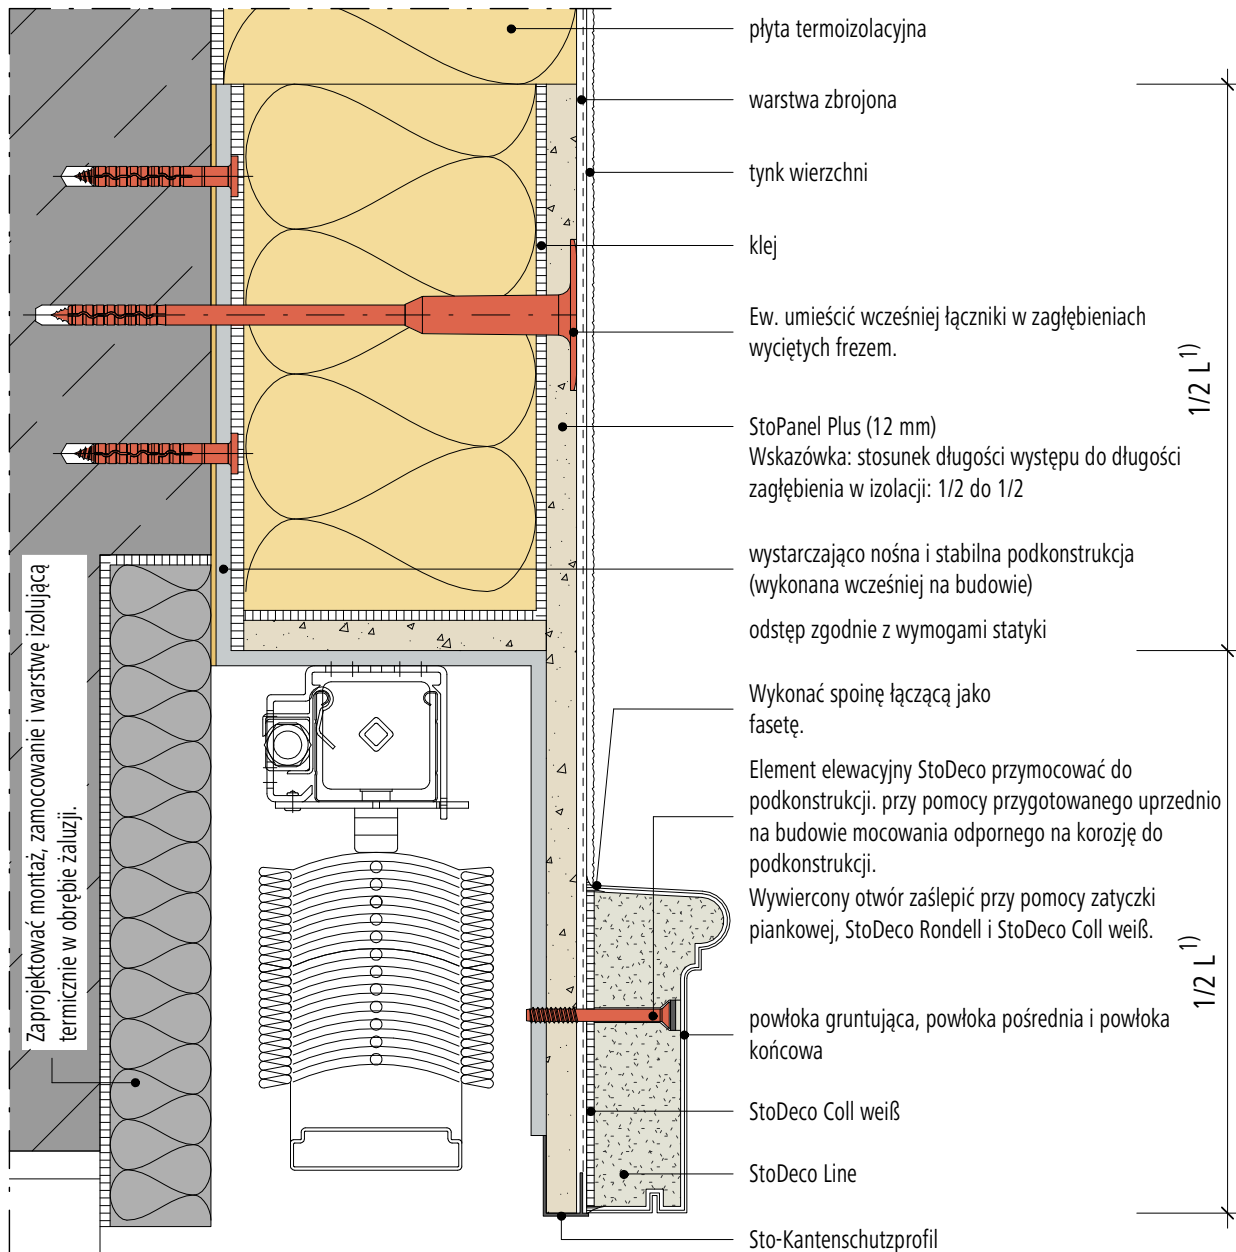 płyta termoizolacyjna
warstwa zbrojona
tynk wierzchni
klej
Ew. umieścić wcześniej łączniki w zagłębieniach
wyciętych frezem.
StoPanel Plus (12 mm)
Wskazówka: stosunek długości występu do długości
zagłębienia w izolacji: 1/2 do 1/2
wystarczająco nośna i stabilna podkonstrukcja
(wykonana wcześniej na budowie)
odstęp zgodnie z wymogami statyki
Wykonać spoinę łączącą jako
fasetę.
Element elewacyjny StoDeco przymocować do
podkonstrukcji. przy pomocy przygotowanego uprzednio
na budowie mocowania odpornego na korozję do
podkonstrukcji.
Wywiercony otwór zaślepić przy pomocy zatyczki
piankowej, StoDeco Rondell i StoDeco Coll weiß.
powłoka gruntująca, powłoka pośrednia i powłoka
końcowa
StoDeco Coll weiß
StoDeco Line
Sto-Kantenschutzprofil
1/2 L 1)
1/2 L 1)
Zaprojektować montaż, zamocowanie i warstwę izolującą
termicznie w obrębie żaluzji.